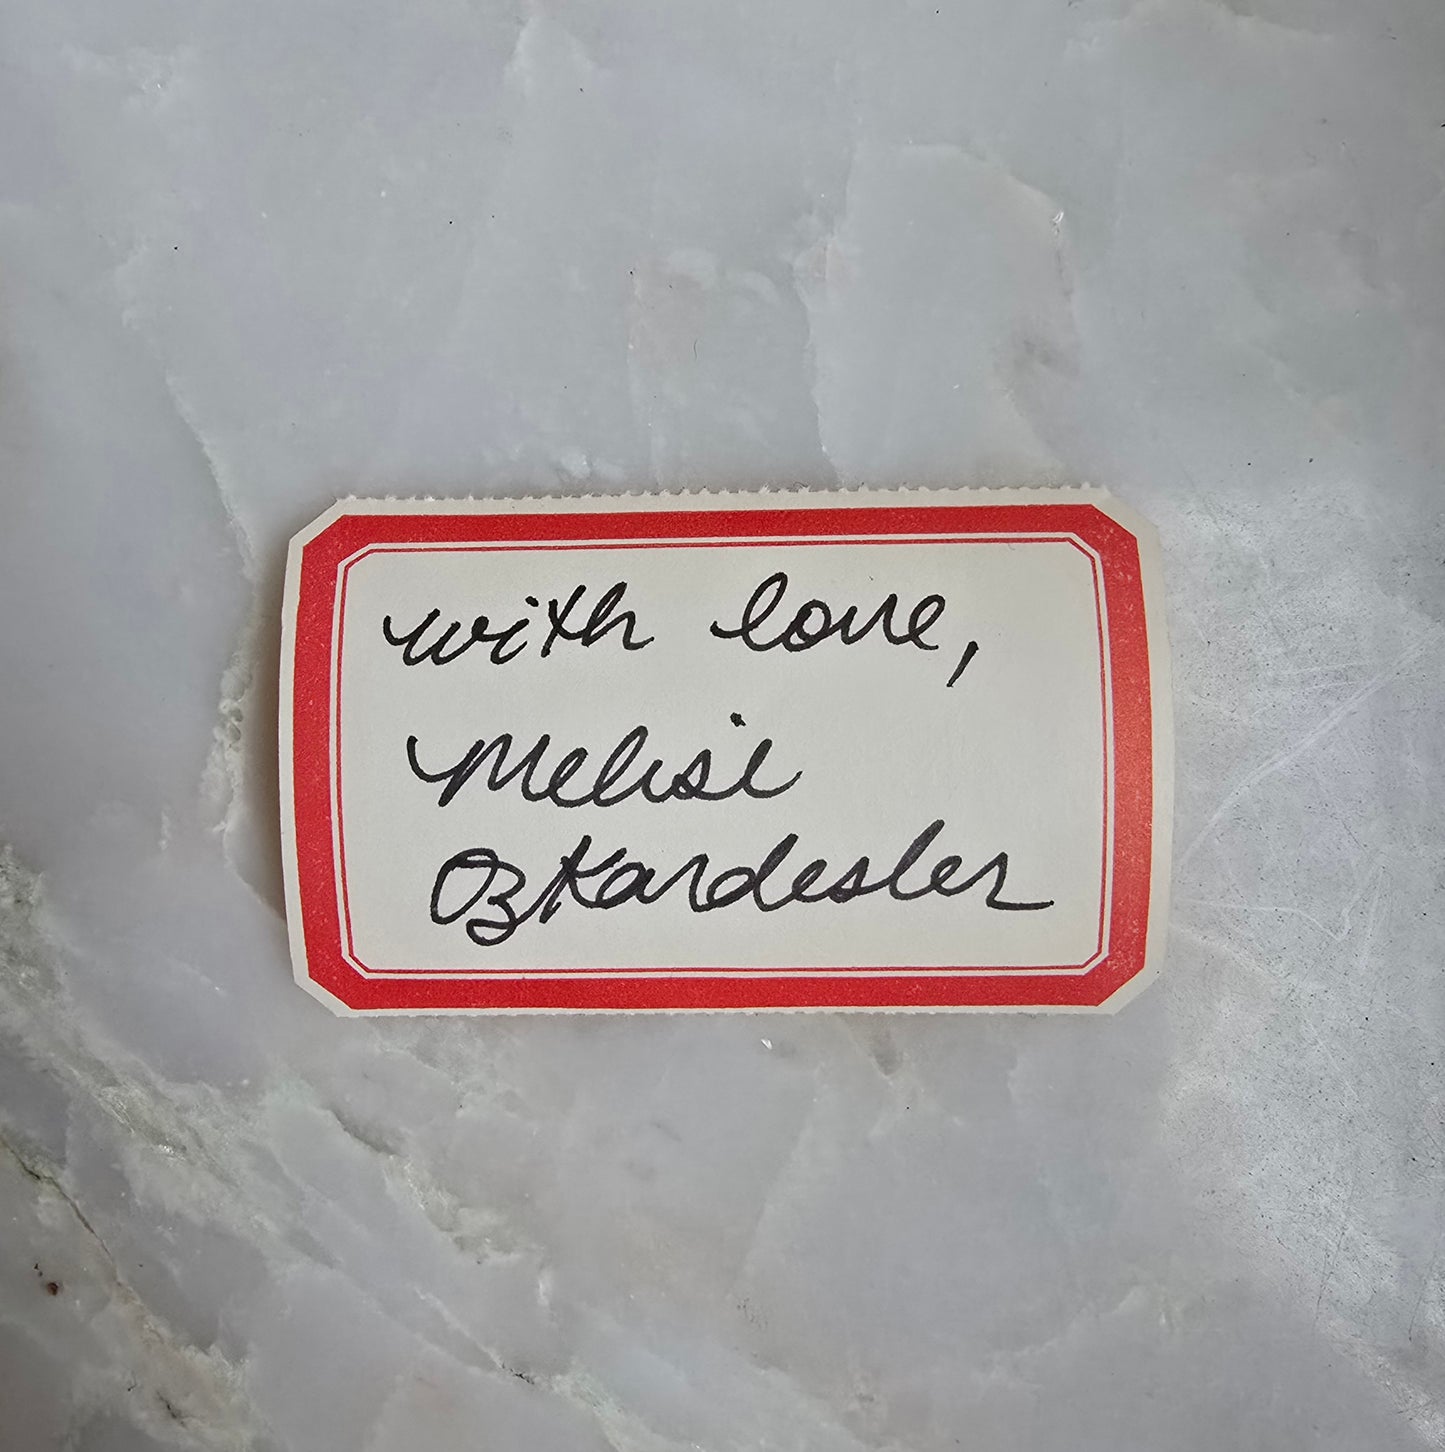 with love,
Melisi
Ozkardesler